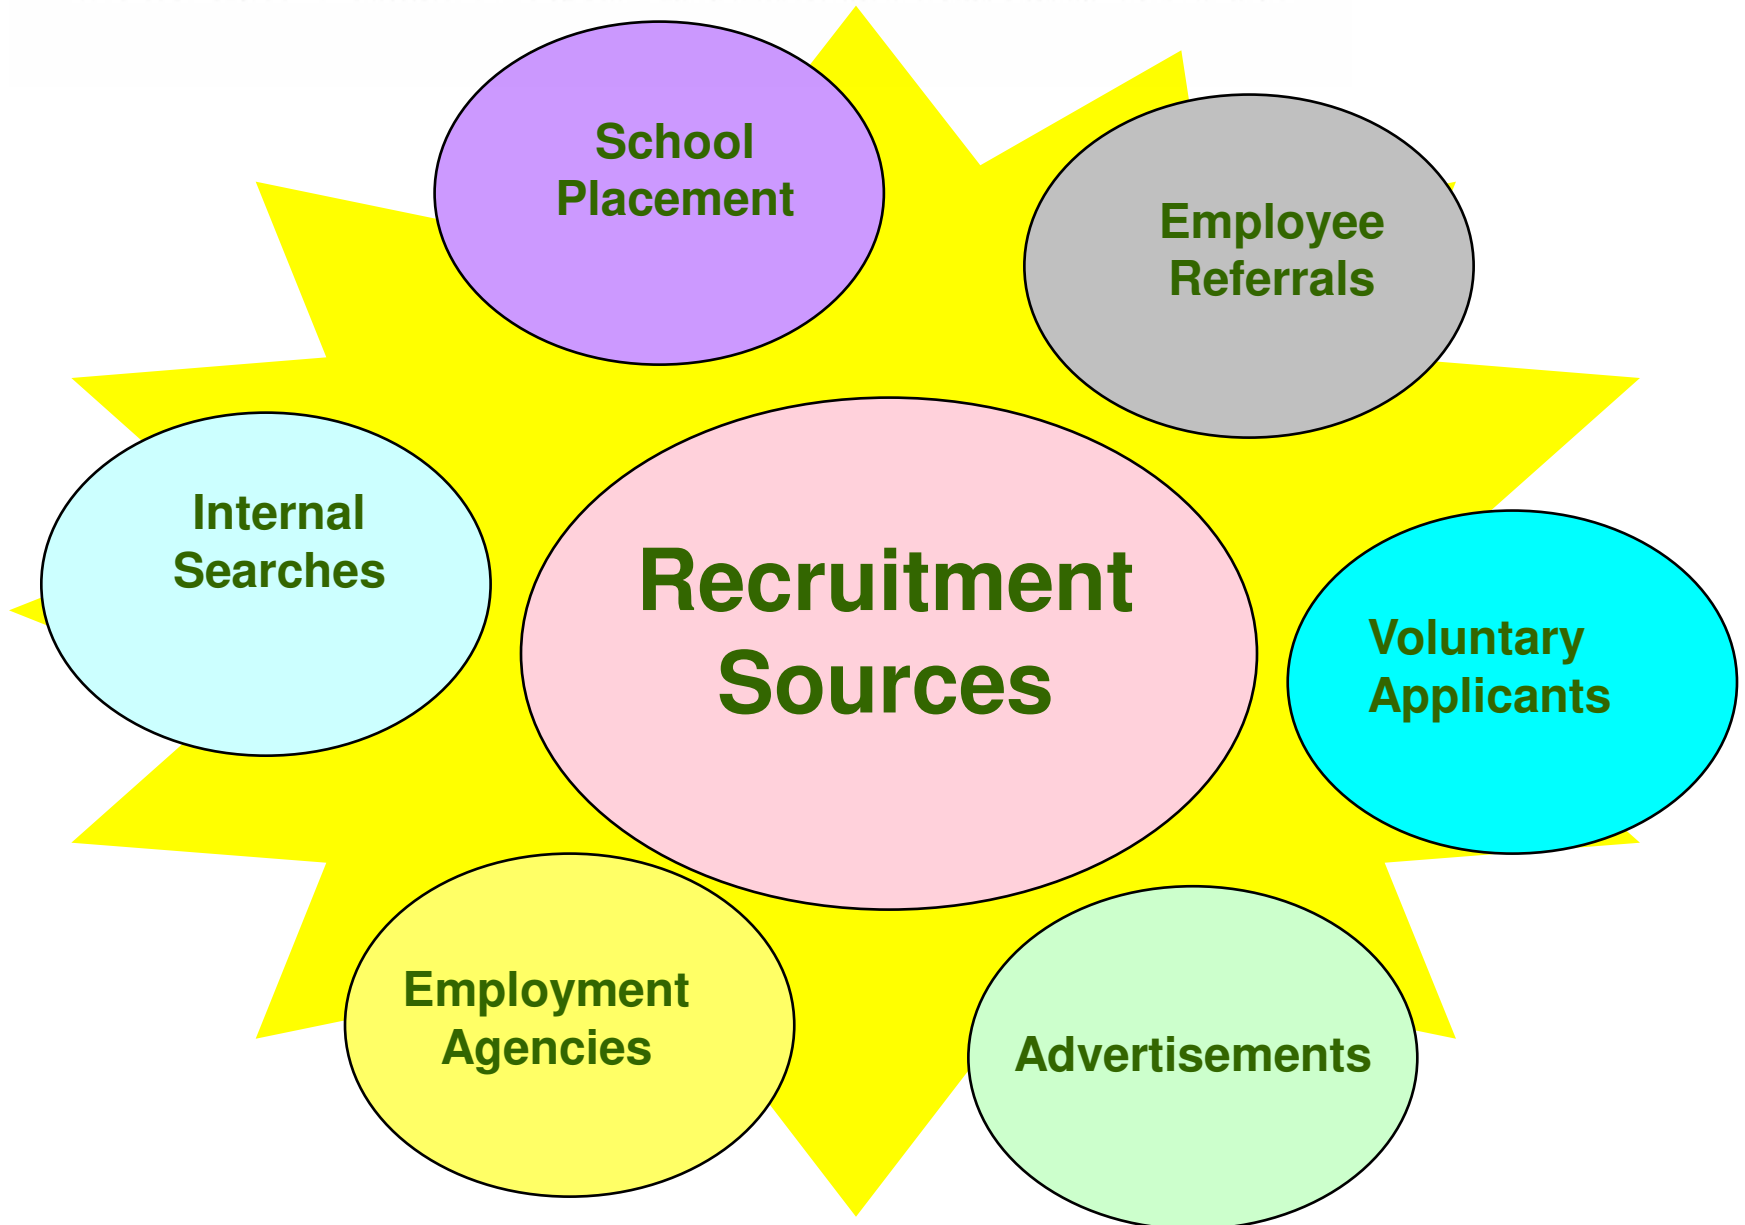 School
Placement
Employee
Referrals
Internal
Searches
Recruitment
Sources
Voluntary
Applicants
Employment
Agencies
Advertisements